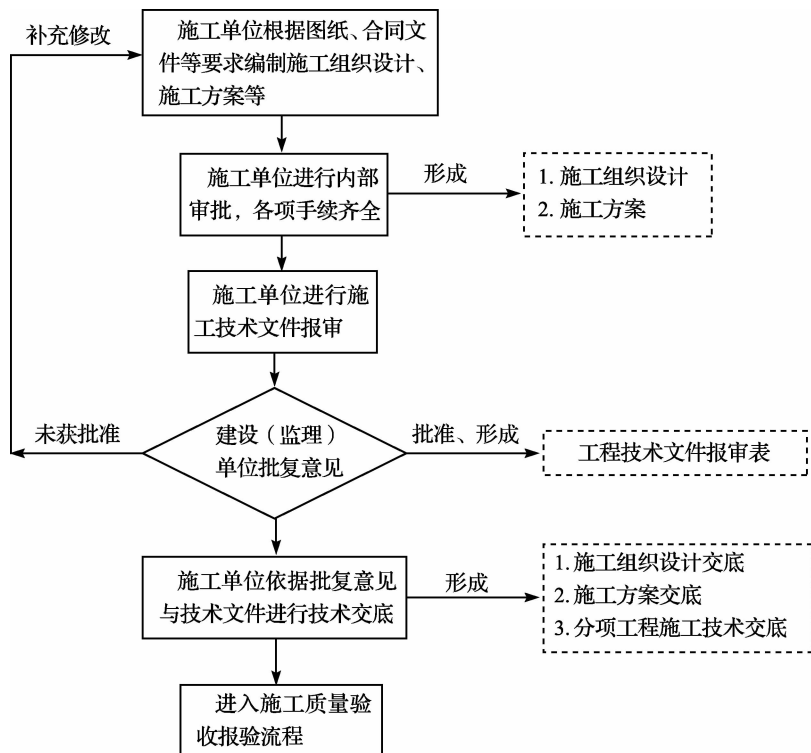 补充修改
施工单位根据图纸、合同文
件等要求编制施工组织设计、
施工方案等
施工单位进行内部
审批，各项手续齐全
形成
1. 施工组织设计
2. 施工方案
施工单位进行施
工技术文件报审
未获批准
建设（监理）
单位批复意见
批准、形成
工程技术文件报审表
施工单位依据批复意见
与技术文件进行技术交底
形成
1. 施工组织设计交底
2. 施工方案交底
3. 分项工程施工技术交底
进入施工质量验
收报验流程